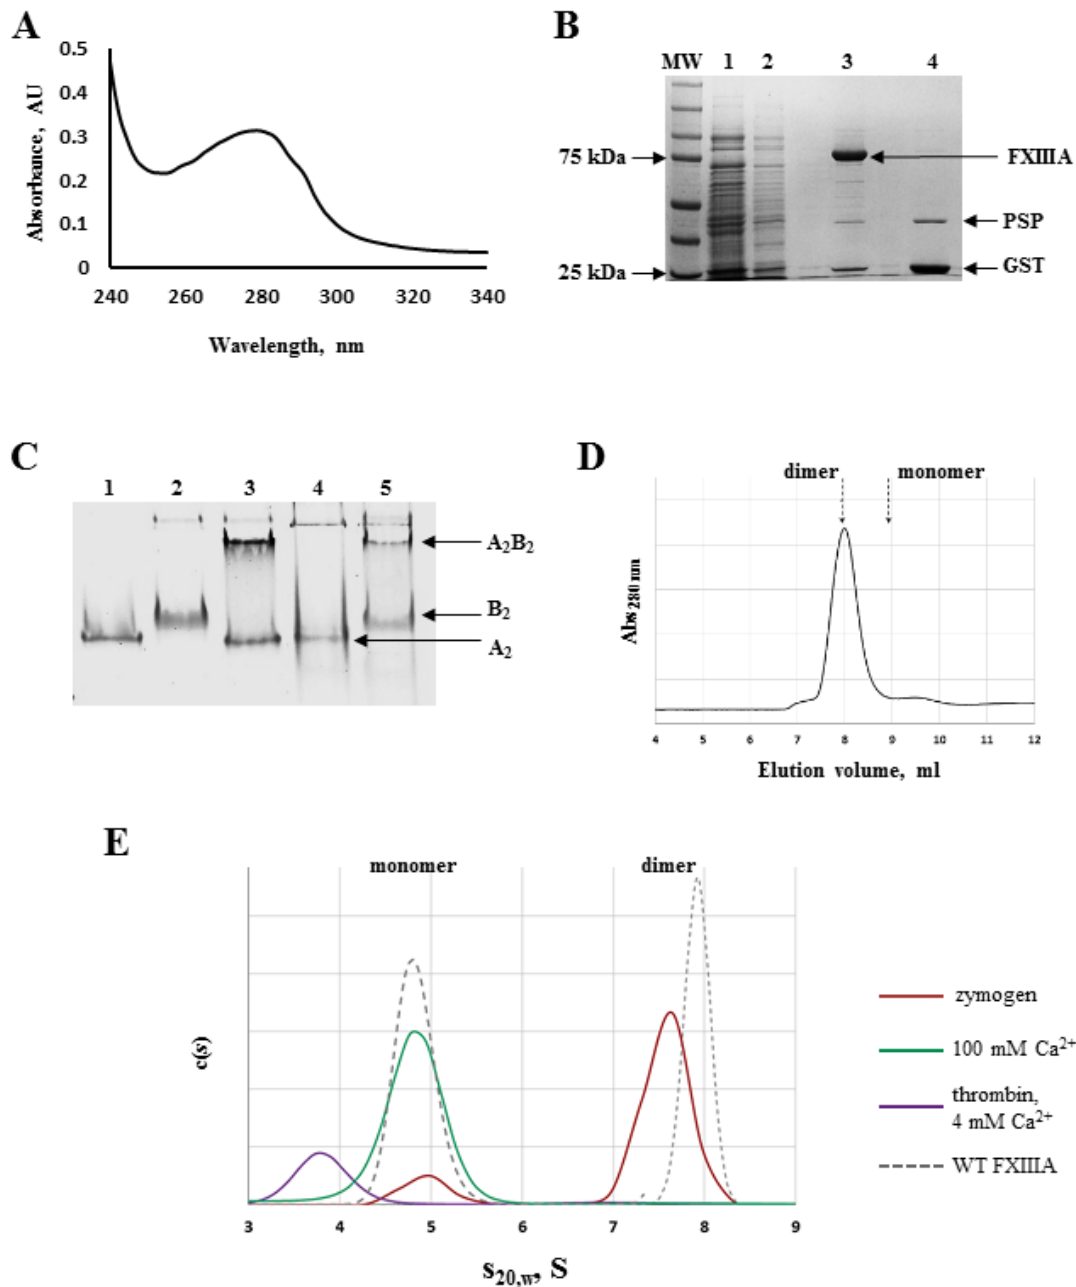 A
0.5
0.4
0.3
0.2
0.1
0
Absorbance, AU
240 260 280 300 320 340
Wavelength, nm
B
MW 1 2 3 4
75 kDa
25 kDa
FXIIIA
PSP
GST
C
1 2 3 4 5
A₂B₂
B₂
A₂
D
dimer monomer
Abs₂₈₀ nm
4 5 6 7 8 9 10 11 12
Elution volume, ml
E
monomer dimer
c(s)
3 4 5 6 7 8 9
s₂₀,w, S
zymogen
100 mM Ca²⁺
thrombin,
4 mM Ca²⁺
WT FXIIIA